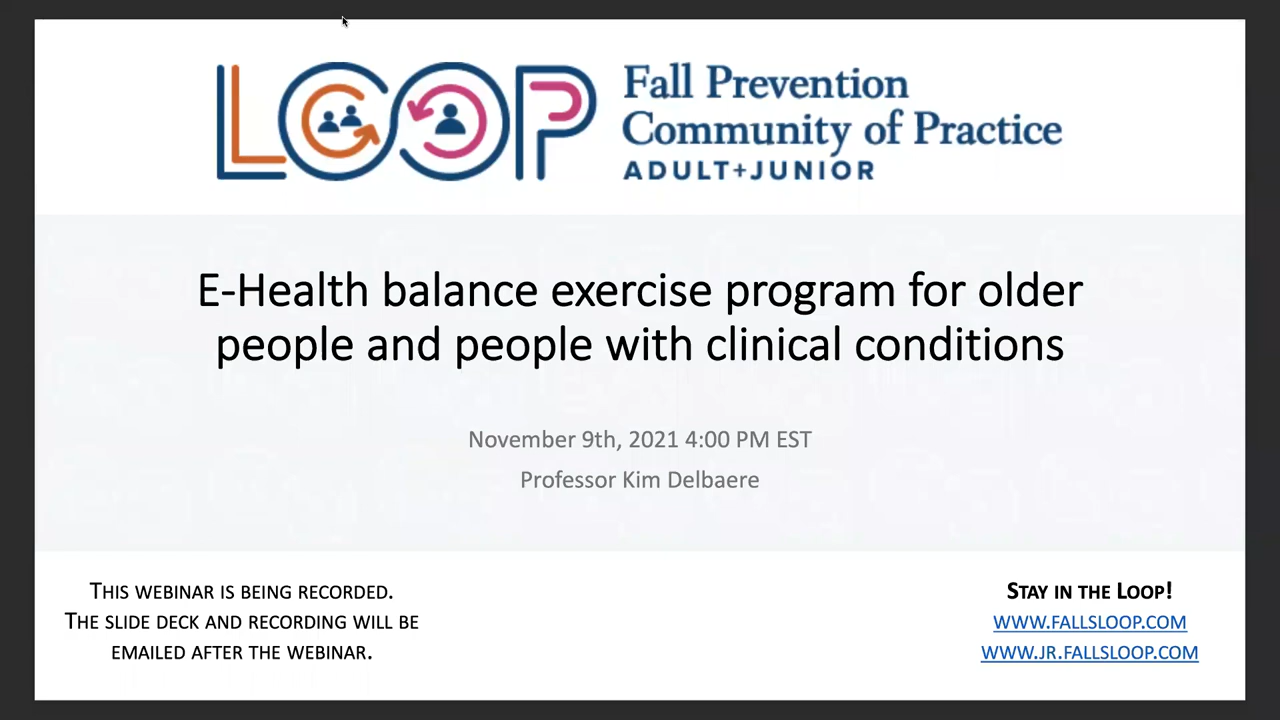 LOOP
Fall Prevention
Community of Practice
ADULT+JUNIOR
E-Health balance exercise program for older
people and people with clinical conditions
November 9th, 2021 4:00 PM EST
Professor Kim Delbaere
THIS WEBINAR IS BEING RECORDED.
THE SLIDE DECK AND RECORDING WILL BE
EMAILED AFTER THE WEBINAR.
STAY IN THE LOOP!
WWW.FALLSLOOP.COM
WWW.JR.FALLSLOOP.COM